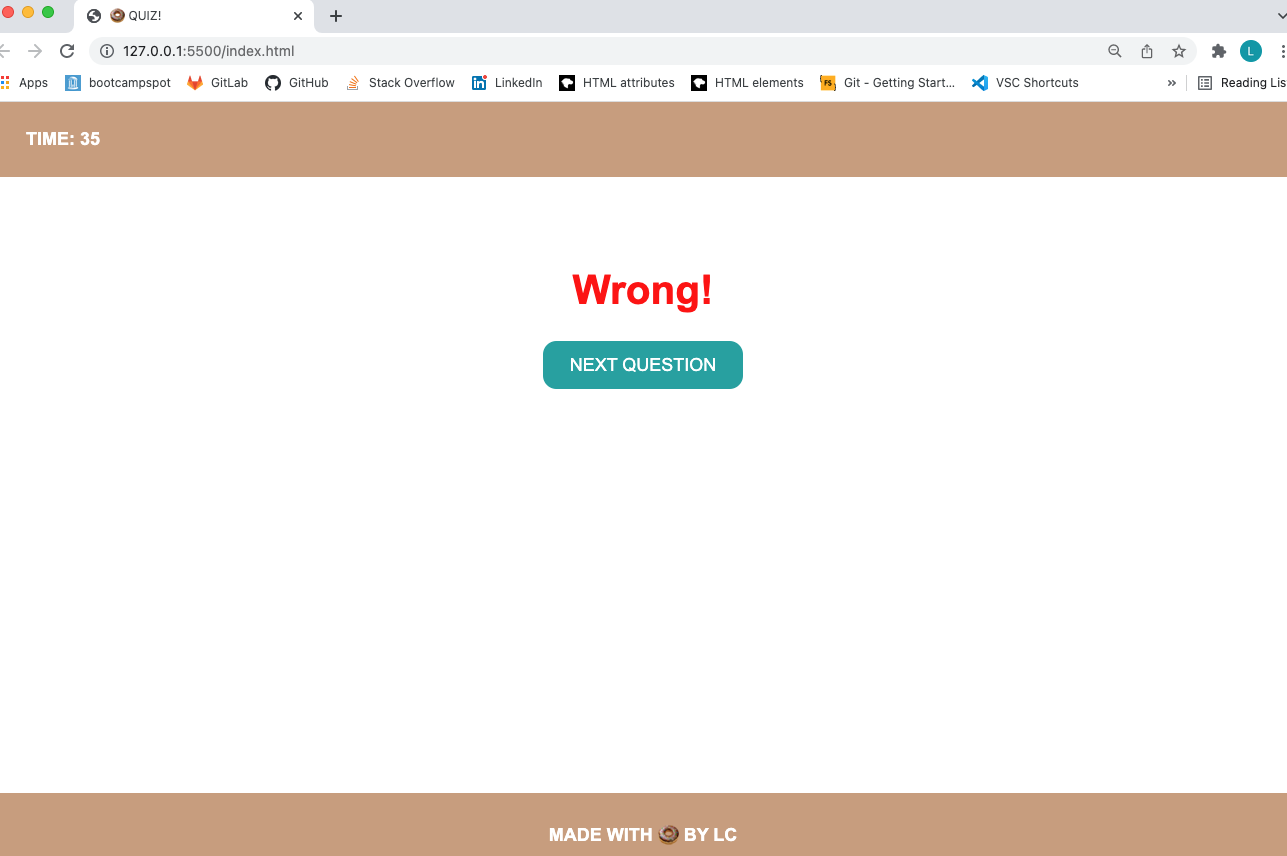 🍩 QUIZ!
127.0.0.1:5500/index.html
L
Apps bootcampspot GitLab GitHub Stack Overflow LinkedIn HTML attributes HTML elements FS Git - Getting Start... VSC Shortcuts » Reading Lis
TIME: 35
Wrong!
NEXT QUESTION
MADE WITH 🍩 BY LC